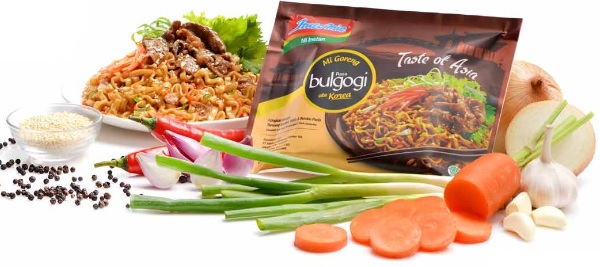 Indomie
Mi Instan
Mi Goreng
Rasa
bulgogi
ala Korea
Taste of Asia